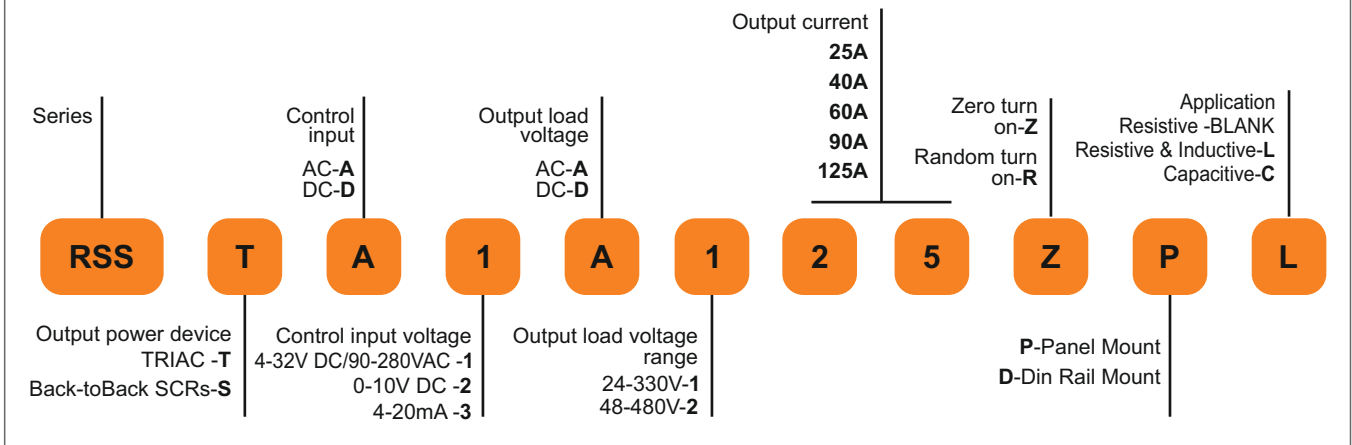 Series
Control
input
AC-A
DC-D
Output load
voltage
AC-A
DC-D
Output current
25A
40A
60A
90A
125A
Zero turn
on-Z
Random turn
on-R
Application
Resistive -BLANK
Resistive & Inductive-L
Capacitive-C
RSS T A 1 A 1 2 5 Z P L
Output power device
TRIAC -T
Back-toBack SCRs-S
Control input voltage
4-32V DC/90-280VAC -1
0-10V DC -2
4-20mA -3
Output load voltage
range
24-330V-1
48-480V-2
P-Panel Mount
D-Din Rail Mount